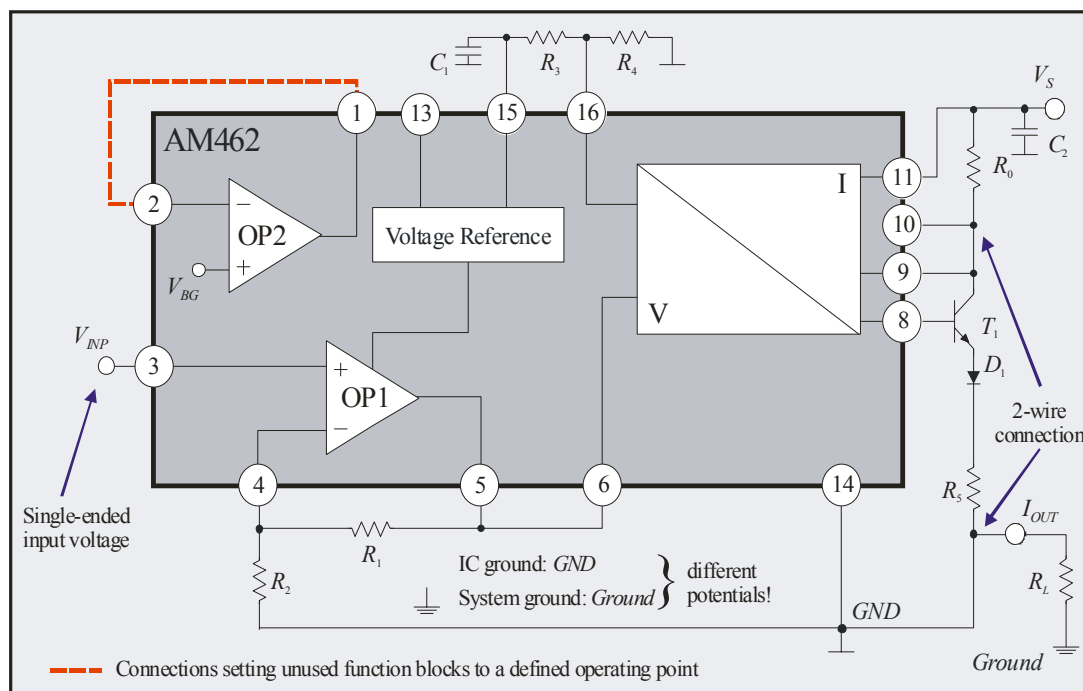 C1
R3
R4
VS
1
13
15
16
AM462
C2
R0
I
11
2
−
OP2
+
Voltage Reference
10
VBG
9
V
8
T1
VINP
3
+
OP1
−
D1
2-wire
connection
4
5
6
14
R5
Single-ended
input voltage
R1
IOUT
R2
IC ground: GND
System ground: Ground
different
potentials!
RL
GND
Ground
Connections setting unused function blocks to a defined operating point